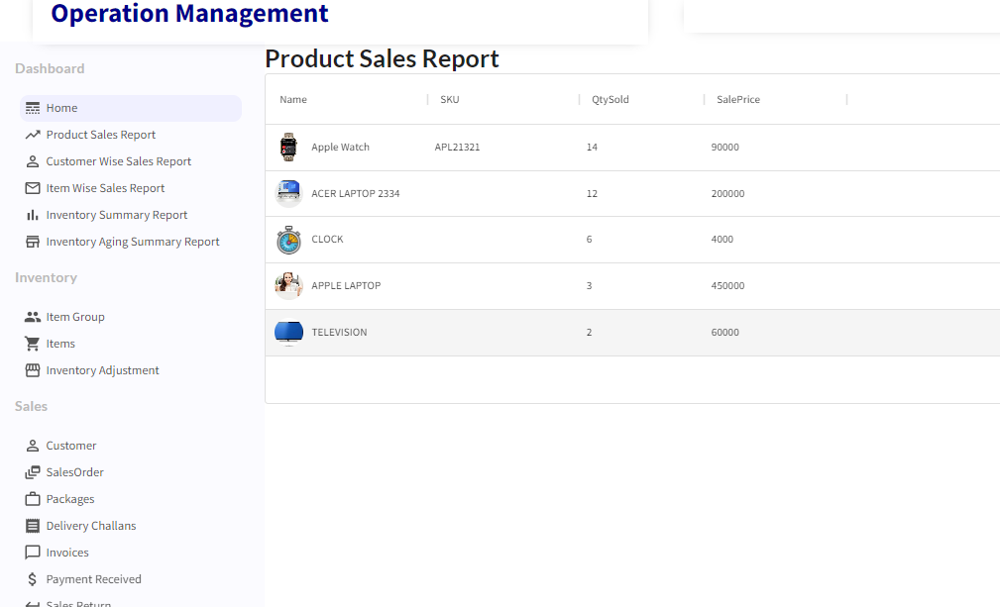 Operation Management
Dashboard
Home
Product Sales Report
Customer Wise Sales Report
Item Wise Sales Report
Inventory Summary Report
Inventory Aging Summary Report
Inventory
Item Group
Items
Inventory Adjustment
Sales
Customer
SalesOrder
Packages
Delivery Challans
Invoices
Payment Received
Sales Return
Product Sales Report
Name SKU QtySold SalePrice
Apple Watch APL21321 14 90000
ACER LAPTOP 2334 12 200000
CLOCK 6 4000
APPLE LAPTOP 3 450000
TELEVISION 2 60000